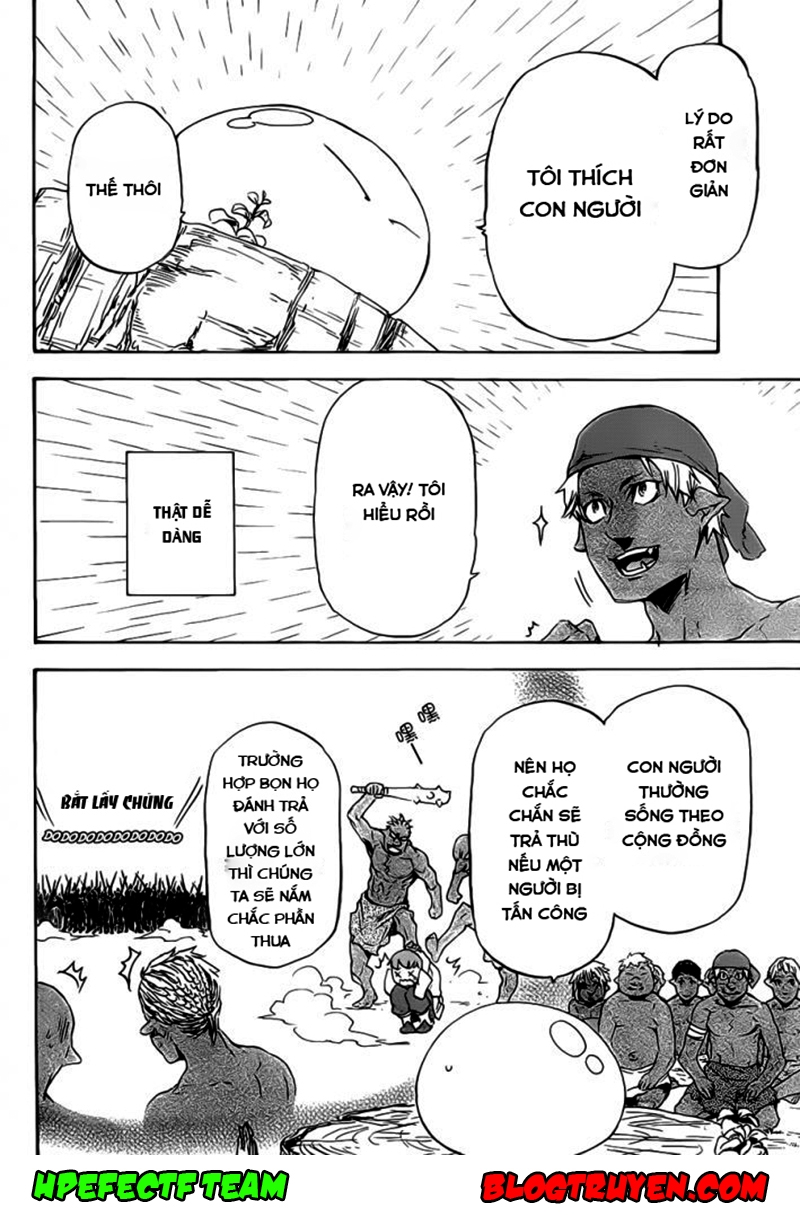 LÝ DO
RẤT
ĐƠN
GIẢN
TÔI THÍCH
CON NGƯỜI
THẾ THÔI
RA VẬY! TÔI
HIỂU RỒI
THẬT DỄ
DÀNG
CON NGƯỜI
THƯỜNG
SỐNG THEO
CỘNG ĐỒNG
NÊN HỌ
CHẮC
CHẮN SẼ
TRẢ THÙ
NẾU MỘT
NGƯỜI BỊ
TẤN CÔNG
嘿
嘿
TRƯỜNG
HỢP BỌN HỌ
ĐÁNH TRẢ
VỚI SỐ
LƯỢNG LỚN
THÌ CHÚNG
TA SẼ NẮM
CHẮC PHẦN
THUA
BẮT LẤY CHÚNG
DODODODODODODODO
HPEFECTF TEAM
BLOGTRUYEN.COM